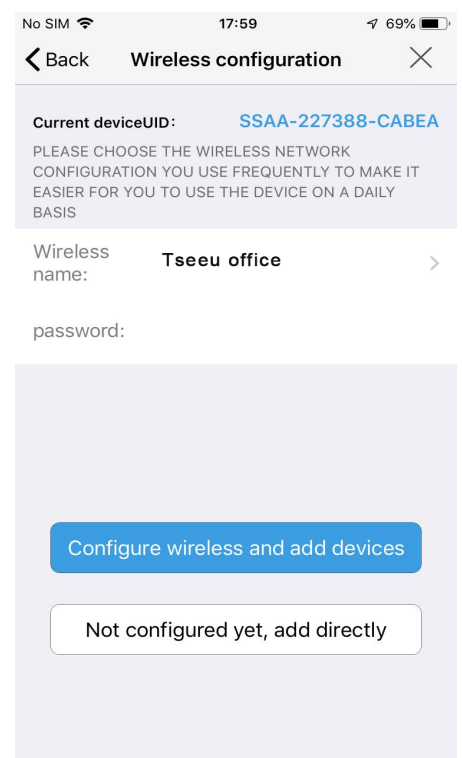 No SIM 17:59 69%
Back Wireless configuration
Current deviceUID: SSAA-227388-CABEA
PLEASE CHOOSE THE WIRELESS NETWORK
CONFIGURATION YOU USE FREQUENTLY TO MAKE IT
EASIER FOR YOU TO USE THE DEVICE ON A DAILY
BASIS
Wireless
name:
Tseeu office
password:
Configure wireless and add devices
Not configured yet, add directly